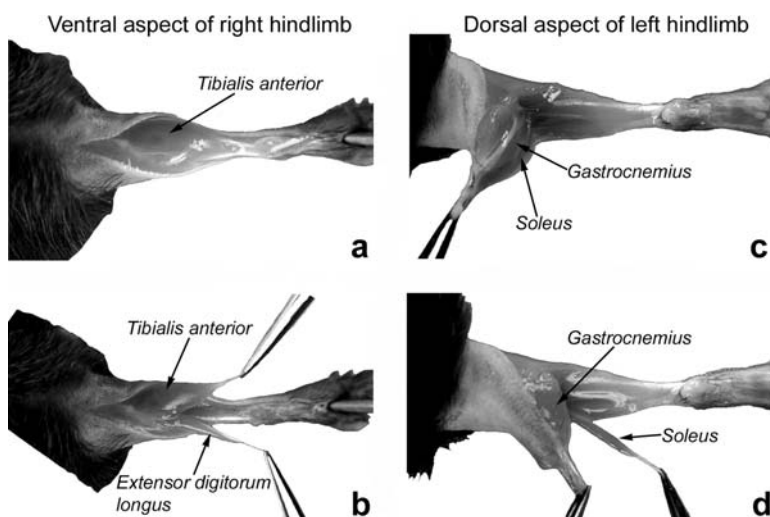 Ventral aspect of right hindlimb
Tibialis anterior
a
Tibialis anterior
Extensor digitorum
longus
b
Dorsal aspect of left hindlimb
Gastrocnemius
Soleus
c
Gastrocnemius
Soleus
d